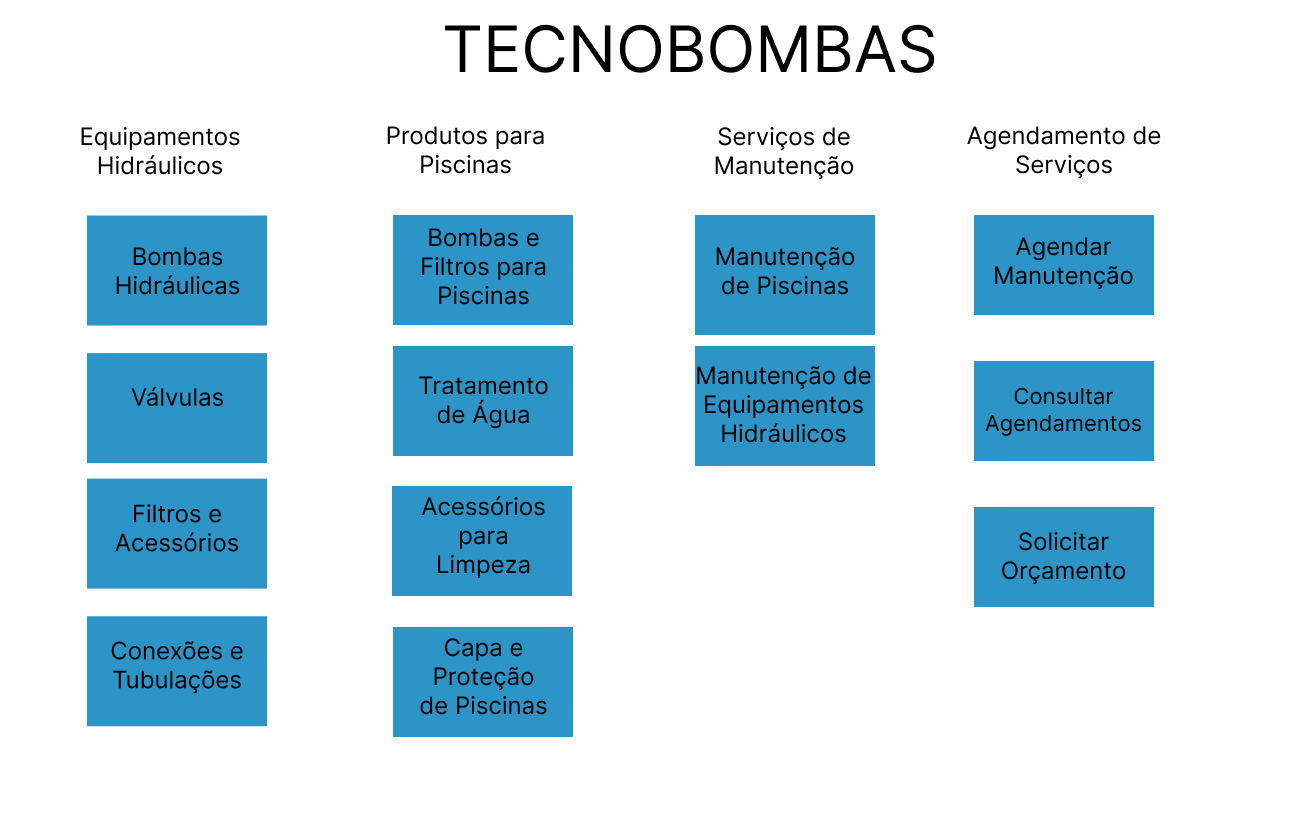 TECNOBOMBAS
Equipamentos
Hidráulicos
Bombas
Hidráulicas
Válvulas
Filtros e
Acessórios
Conexões e
Tubulações
Produtos para
Piscinas
Bombas e
Filtros para
Piscinas
Tratamento
de Água
Acessórios
para
Limpeza
Capa e
Proteção
de Piscinas
Serviços de
Manutenção
Manutenção
de Piscinas
Manutenção de
Equipamentos
Hidráulicos
Agendamento de
Serviços
Agendar
Manutenção
Consultar
Agendamentos
Solicitar
Orçamento